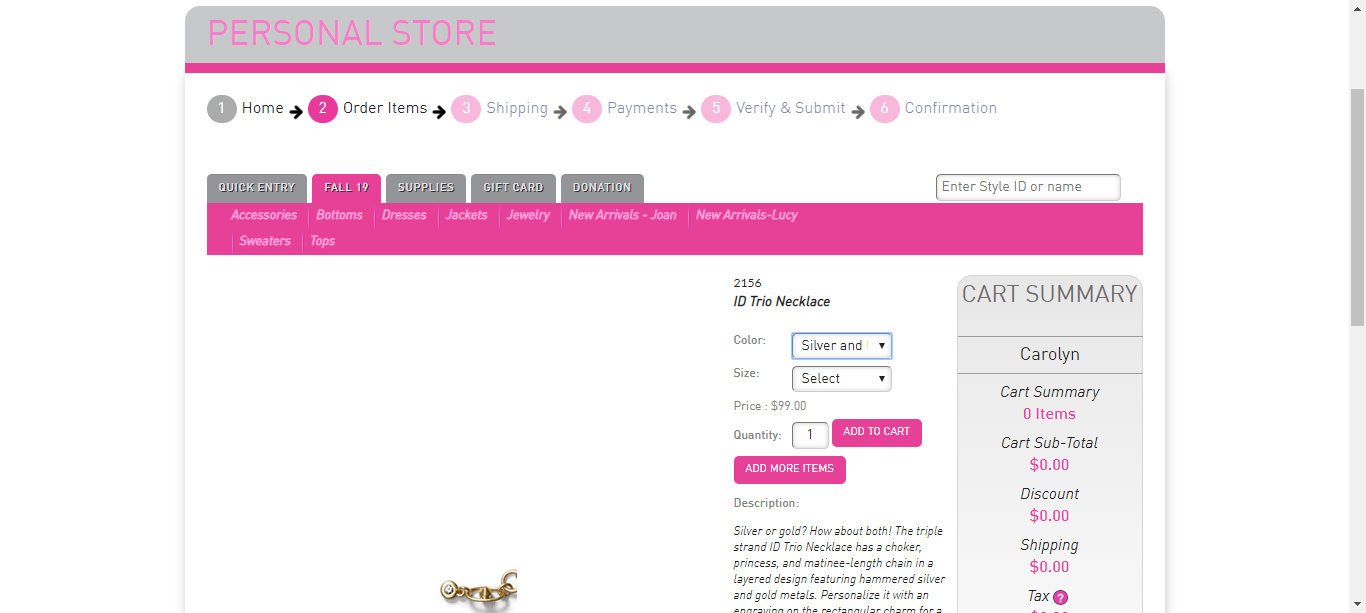 PERSONAL STORE
1 Home 2 Order Items 3 Shipping 4 Payments 5 Verify & Submit 6 Confirmation
QUICK ENTRY FALL 19 SUPPLIES GIFT CARD DONATION Enter Style ID or name
Accessories Bottoms Dresses Jackets Jewelry New Arrivals - Joan New Arrivals-Lucy
Sweaters Tops
2156
ID Trio Necklace
Color: Silver and
Size: Select
Price : $99.00
Quantity: 1 ADD TO CART
ADD MORE ITEMS
Description:
Silver or gold? How about both! The triple
strand ID Trio Necklace has a choker,
princess, and matinee-length chain in a
layered design featuring hammered silver
and gold metals. Personalize it with an
engraving on the rectangular charm for a
CART SUMMARY
Carolyn
Cart Summary
0 Items
Cart Sub-Total
$0.00
Discount
$0.00
Shipping
$0.00
Tax ?